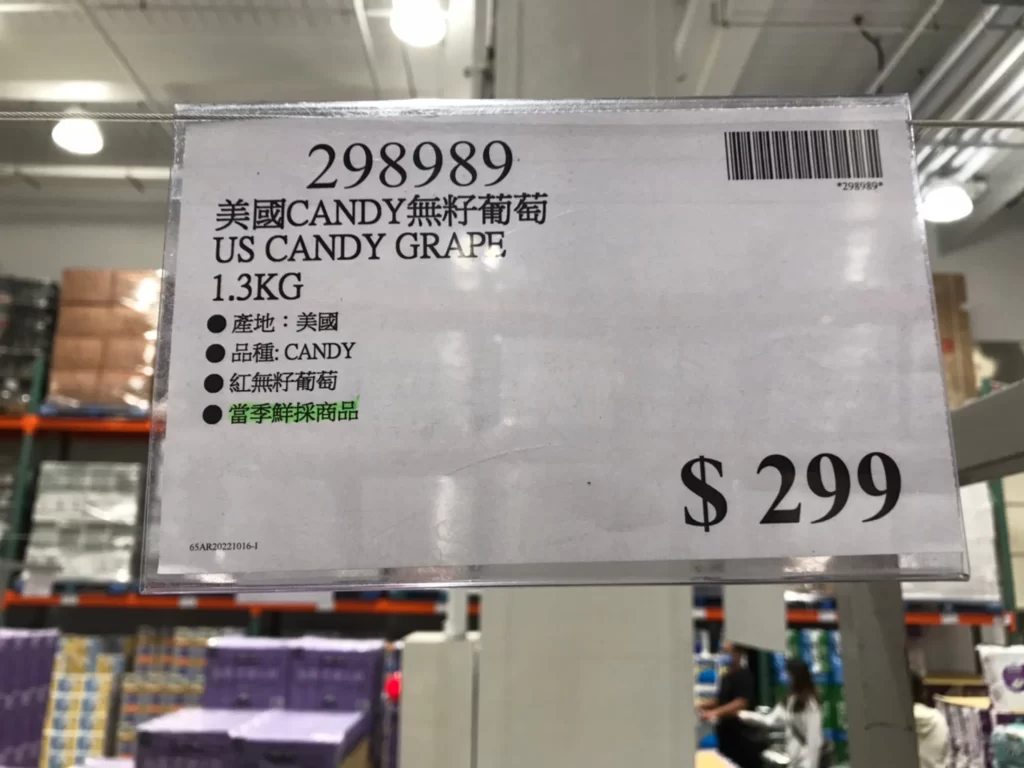 298989
*298989*
美國CANDY無籽葡萄
US CANDY GRAPE
1.3KG
●產地：美國
●品種: CANDY
●紅無籽葡萄
●當季鮮採商品
$ 299
65AR20221016-J